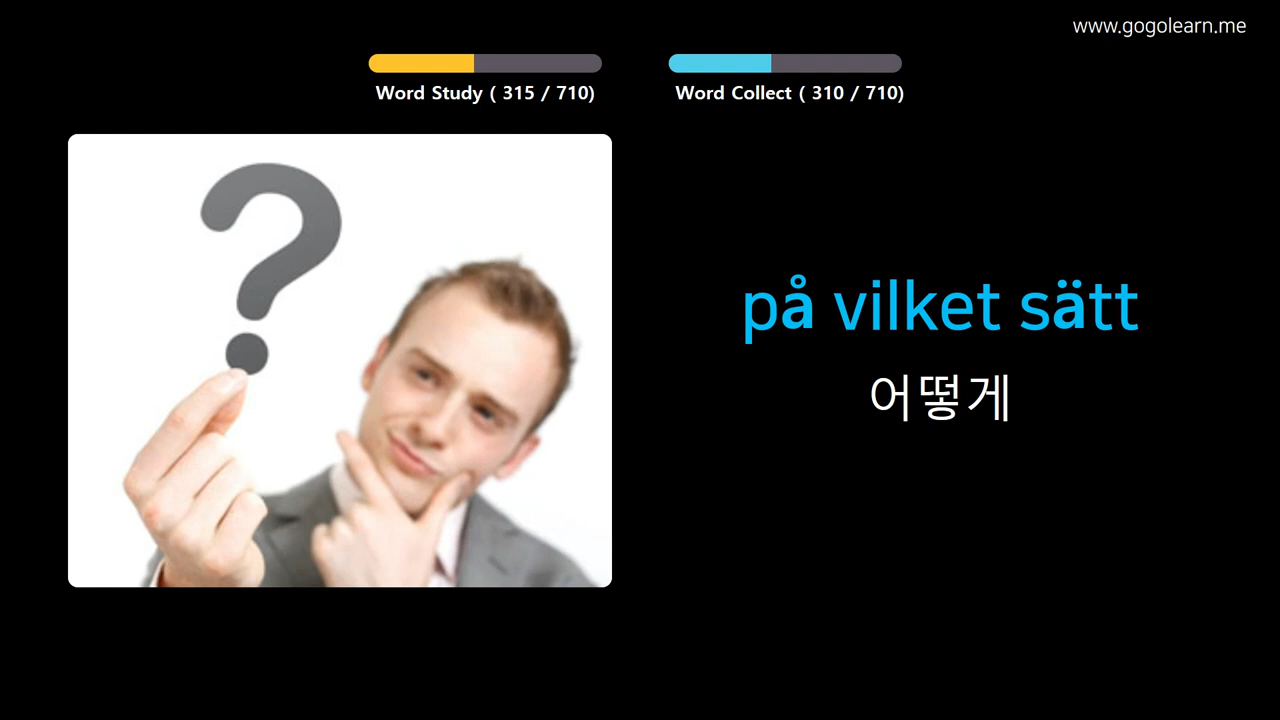 www.gogolearn.me
Word Study ( 315 / 710)
Word Collect ( 310 / 710)
?
på vilket sätt
어떻게